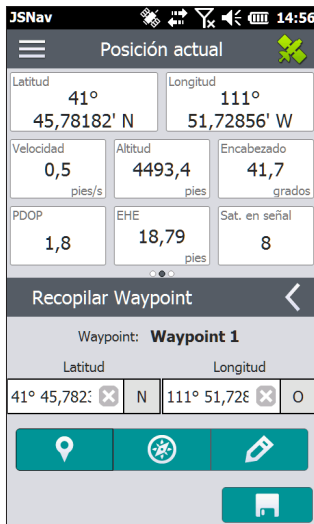 JSNav 14:56
Posición actual
Latitud Longitud
41° 111°
45,78182' N 51,72856' W
Velocidad Altitud Encabezado
0,5 4493,4 41,7
pies/s pies grados
PDOP EHE Sat. en señal
1,8 18,79 8
pies
Recopilar Waypoint
Waypoint: Waypoint 1
Latitud Longitud
41° 45,782 N 111° 51,728 O